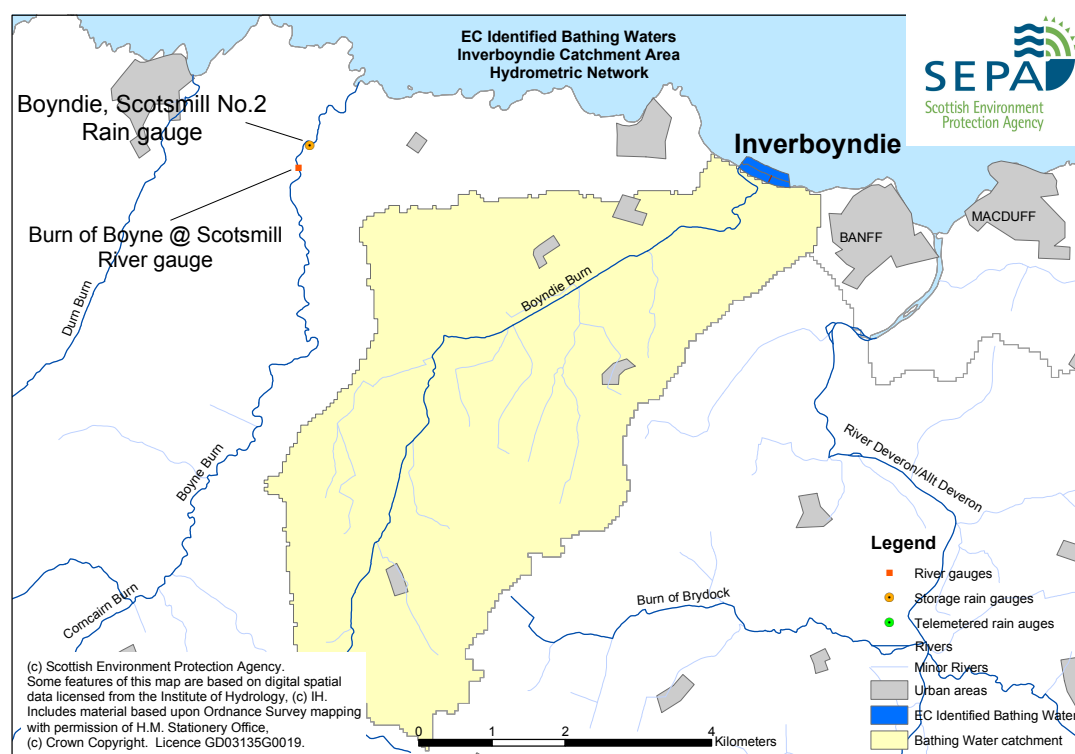 EC Identified Bathing Waters
Inverboyndie Catchment Area
Hydrometric Network
SEPA
Scottish Environment
Protection Agency
Boyndie, Scotsmill No.2
Rain gauge
Inverboyndie
Burn of Boyne @ Scotsmill
River gauge
MACDUFF
BANFF
Durn Burn
Boyndie Burn
Boyne Burn
River Deveron/Allt Deveron
Burn of Brydock
Comcairn Burn
Legend
River gauges
Storage rain gauges
Telemetered rain auges
Rivers
Minor Rivers
Urban areas
EC Identified Bathing Water
Bathing Water catchment
(c) Scottish Environment Protection Agency.
Some features of this map are based on digital spatial
data licensed from the Institute of Hydrology, (c) IH.
Includes material based upon Ordnance Survey mapping
with permission of H.M. Stationery Office,
(c) Crown Copyright. Licence GD03135G0019.
0 1 2 4
Kilometers